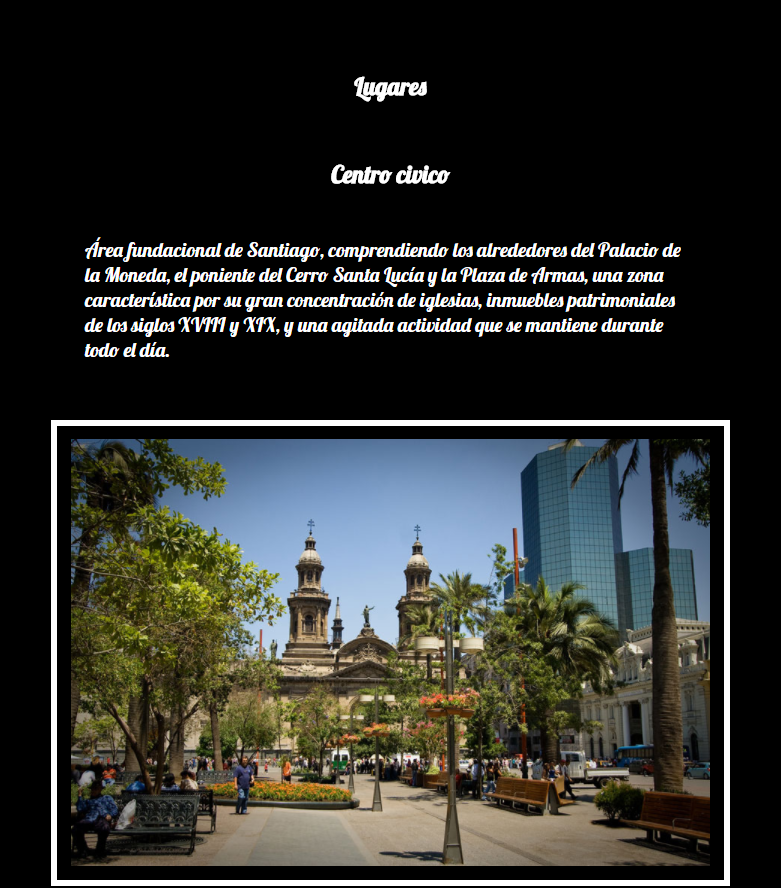 Lugares
Centro civico
Área fundacional de Santiago, comprendiendo los alrededores del Palacio de
la Moneda, el poniente del Cerro Santa Lucía y la Plaza de Armas, una zona
característica por su gran concentración de iglesias, inmuebles patrimoniales
de los siglos XVIII y XIX, y una agitada actividad que se mantiene durante
todo el día.